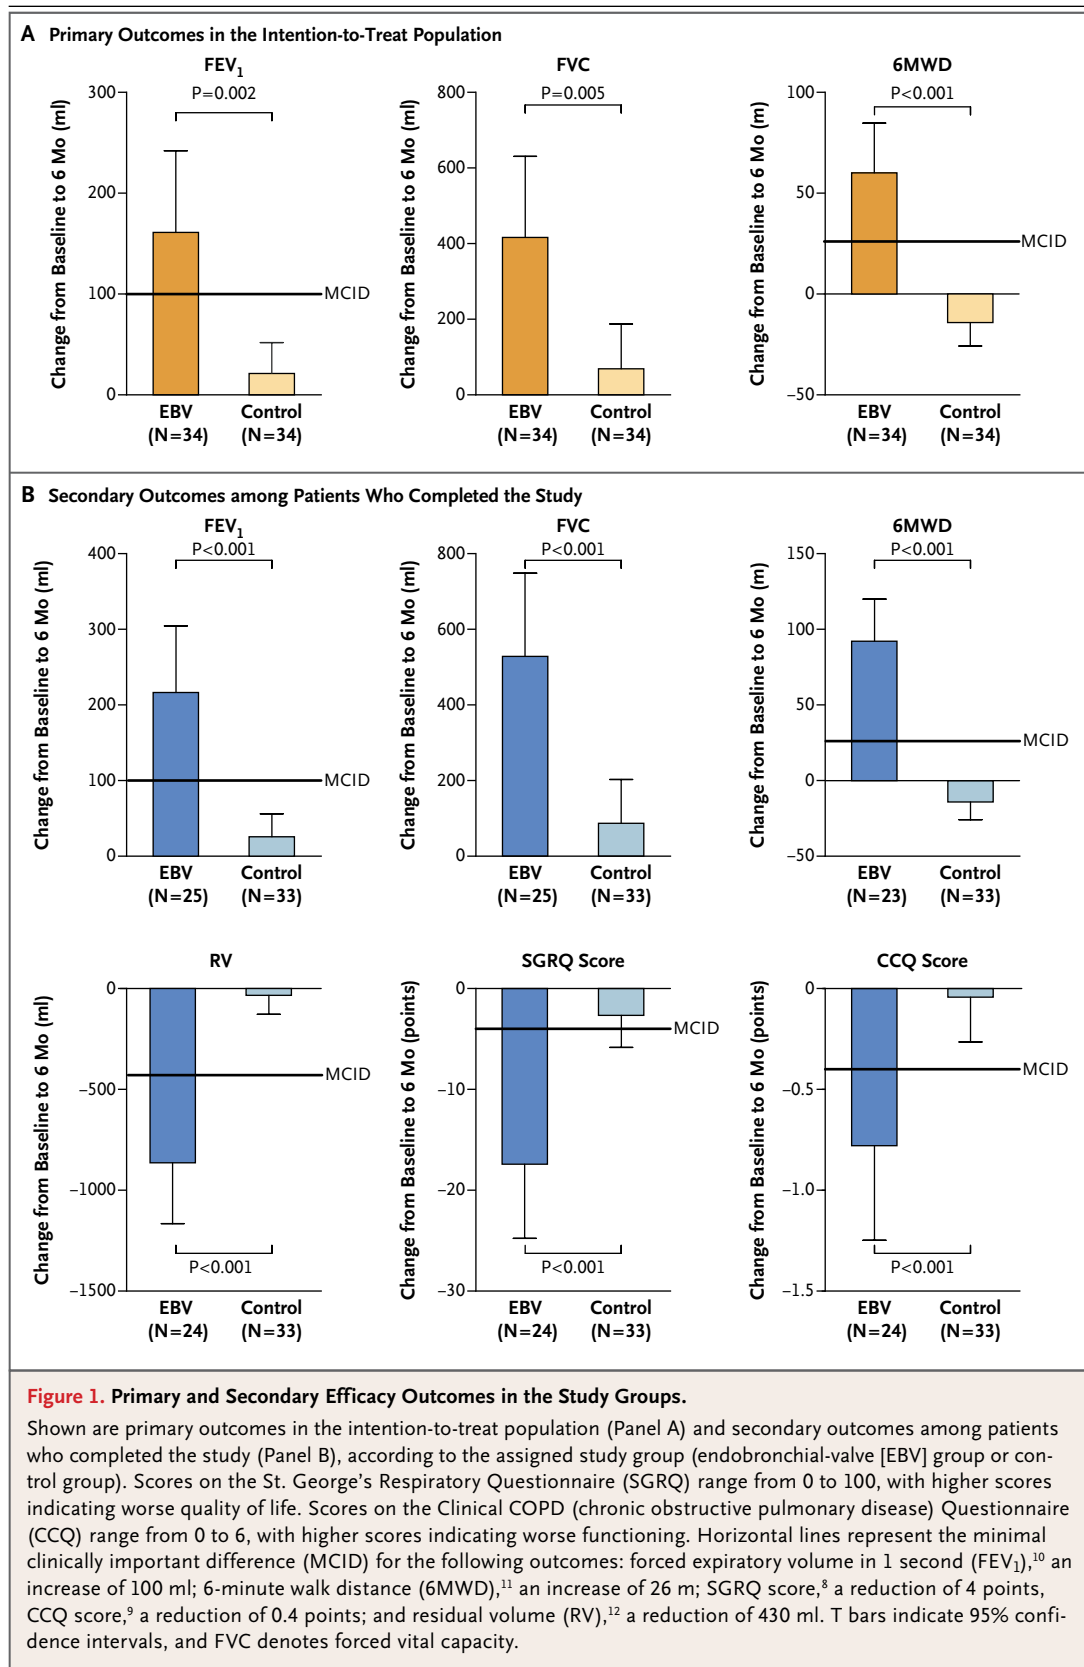 A Primary Outcomes in the Intention-to-Treat Population
FEV1
Change from Baseline to 6 Mo (ml)
300
200
100
0
P=0.002
MCID
EBV
(N=34)
Control
(N=34)
FVC
Change from Baseline to 6 Mo (ml)
800
600
400
200
0
P=0.005
EBV
(N=34)
Control
(N=34)
6MWD
Change from Baseline to 6 Mo (m)
100
50
0
−50
P<0.001
MCID
EBV
(N=34)
Control
(N=34)
B Secondary Outcomes among Patients Who Completed the Study
FEV1
Change from Baseline to 6 Mo (ml)
400
300
200
100
0
P<0.001
MCID
EBV
(N=25)
Control
(N=33)
FVC
Change from Baseline to 6 Mo (ml)
800
600
400
200
0
P<0.001
EBV
(N=25)
Control
(N=33)
6MWD
Change from Baseline to 6 Mo (m)
150
100
50
0
−50
P<0.001
MCID
EBV
(N=23)
Control
(N=33)
RV
Change from Baseline to 6 Mo (ml)
0
−500
−1000
−1500
MCID
P<0.001
EBV
(N=24)
Control
(N=33)
SGRQ Score
Change from Baseline to 6 Mo (points)
0
−10
−20
−30
MCID
P<0.001
EBV
(N=24)
Control
(N=33)
CCQ Score
Change from Baseline to 6 Mo (points)
0
−0.5
−1.0
−1.5
MCID
P<0.001
EBV
(N=24)
Control
(N=33)
Figure 1. Primary and Secondary Efficacy Outcomes in the Study Groups.
Shown are primary outcomes in the intention-to-treat population (Panel A) and secondary outcomes among patients
who completed the study (Panel B), according to the assigned study group (endobronchial-valve [EBV] group or con-
trol group). Scores on the St. George's Respiratory Questionnaire (SGRQ) range from 0 to 100, with higher scores
indicating worse quality of life. Scores on the Clinical COPD (chronic obstructive pulmonary disease) Questionnaire
(CCQ) range from 0 to 6, with higher scores indicating worse functioning. Horizontal lines represent the minimal
clinically important difference (MCID) for the following outcomes: forced expiratory volume in 1 second (FEV1),10 an
increase of 100 ml; 6-minute walk distance (6MWD),11 an increase of 26 m; SGRQ score,8 a reduction of 4 points,
CCQ score,9 a reduction of 0.4 points; and residual volume (RV),12 a reduction of 430 ml. T bars indicate 95% confi-
dence intervals, and FVC denotes forced vital capacity.